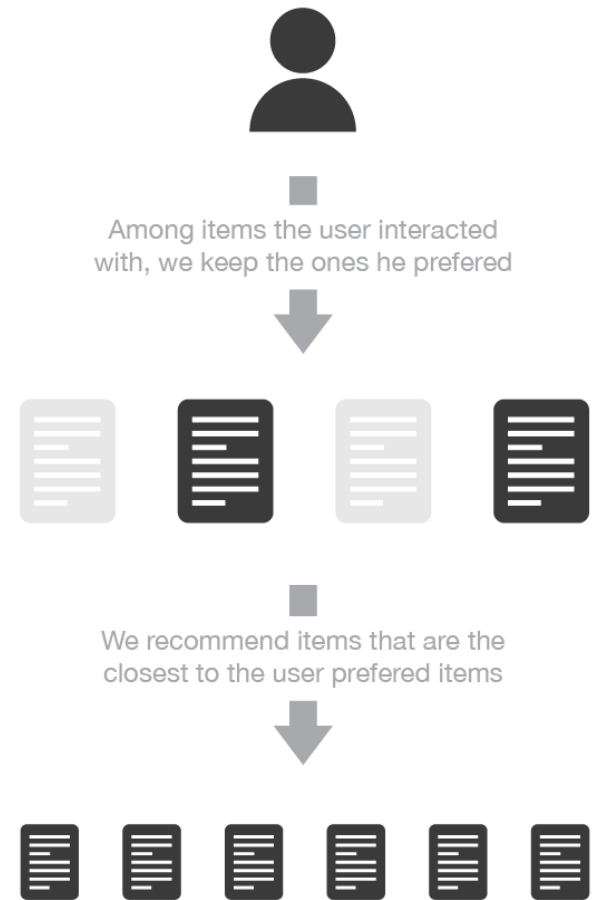 Among items the user interacted
with, we keep the ones he prefered
We recommend items that are the
closest to the user prefered items